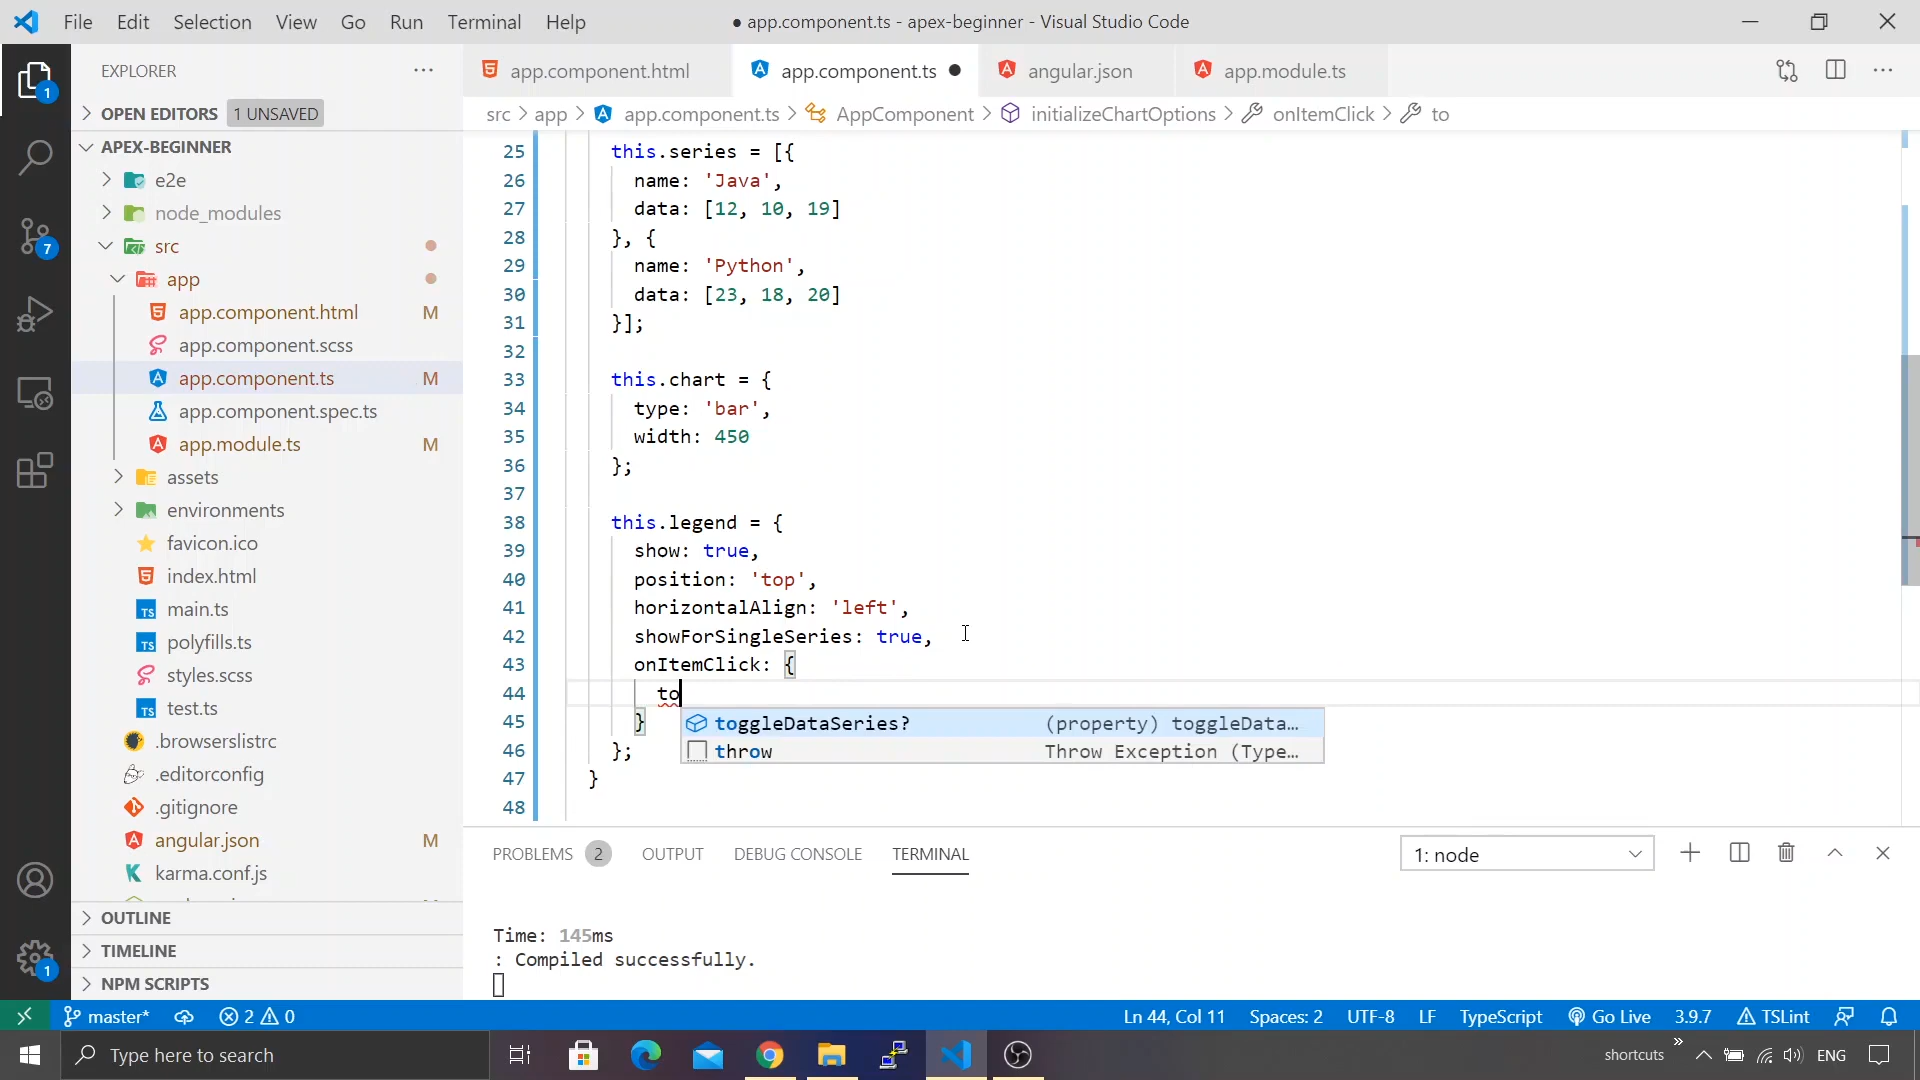 File Edit Selection View Go Run Terminal Help
● app.component.ts - apex-beginner - Visual Studio Code
EXPLORER
OPEN EDITORS 1 UNSAVED
APEX-BEGINNER
e2e
node_modules
src
app
app.component.html M
app.component.scss
app.component.ts M
app.component.spec.ts
app.module.ts M
assets
environments
favicon.ico
index.html
main.ts
polyfills.ts
styles.scss
test.ts
.browserslistrc
.editorconfig
.gitignore
angular.json M
karma.conf.js
OUTLINE
TIMELINE
NPM SCRIPTS
1
7
1
app.component.html app.component.ts ● angular.json app.module.ts
src > app > app.component.ts > AppComponent > initializeChartOptions > onItemClick > to
25 this.series = [{
26 name: 'Java',
27 data: [12, 10, 19]
28 }, {
29 name: 'Python',
30 data: [23, 18, 20]
31 }];
32
33 this.chart = {
34 type: 'bar',
35 width: 450
36 };
37
38 this.legend = {
39 show: true,
40 position: 'top',
41 horizontalAlign: 'left',
42 showForSingleSeries: true,
43 onItemClick: {
44 to
45 }
46 };
47 }
48
toggleDataSeries? (property) toggleData…
throw Throw Exception (Type…
PROBLEMS 2 OUTPUT DEBUG CONSOLE TERMINAL 1: node
Time: 145ms
: Compiled successfully.
master* 2 0 Ln 44, Col 11 Spaces: 2 UTF-8 LF TypeScript Go Live 3.9.7 TSLint
Type here to search shortcuts » ENG